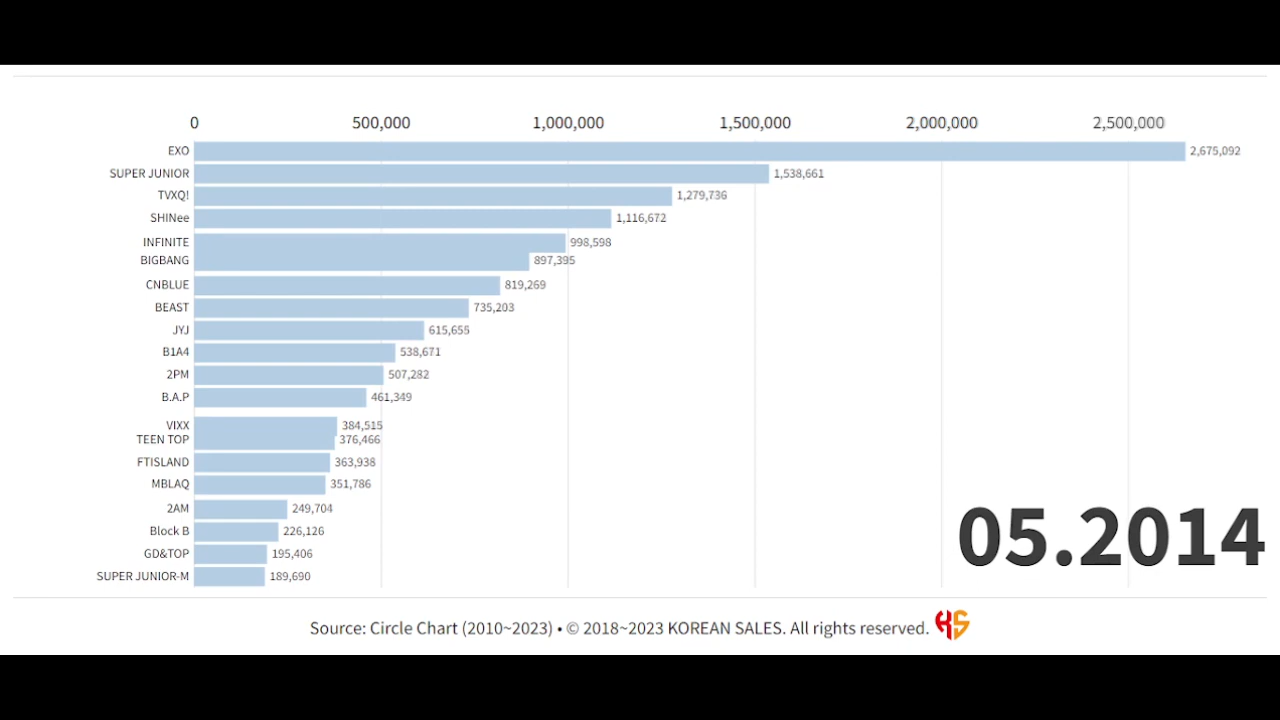 0 500,000 1,000,000 1,500,000 2,000,000 2,500,000
EXO 2,675,092
SUPER JUNIOR 1,538,661
TVXQ! 1,279,736
SHINee 1,116,672
INFINITE 998,598
BIGBANG 897,395
CNBLUE 819,269
BEAST 735,203
JYJ 615,655
B1A4 538,671
2PM 507,282
B.A.P 461,349
VIXX 384,515
TEEN TOP 376,466
FTISLAND 363,938
MBLAQ 351,786
2AM 249,704
Block B 226,126
GD&TOP 195,406
SUPER JUNIOR-M 189,690
05.2014
Source: Circle Chart (2010~2023) • © 2018~2023 KOREAN SALES. All rights reserved. KS